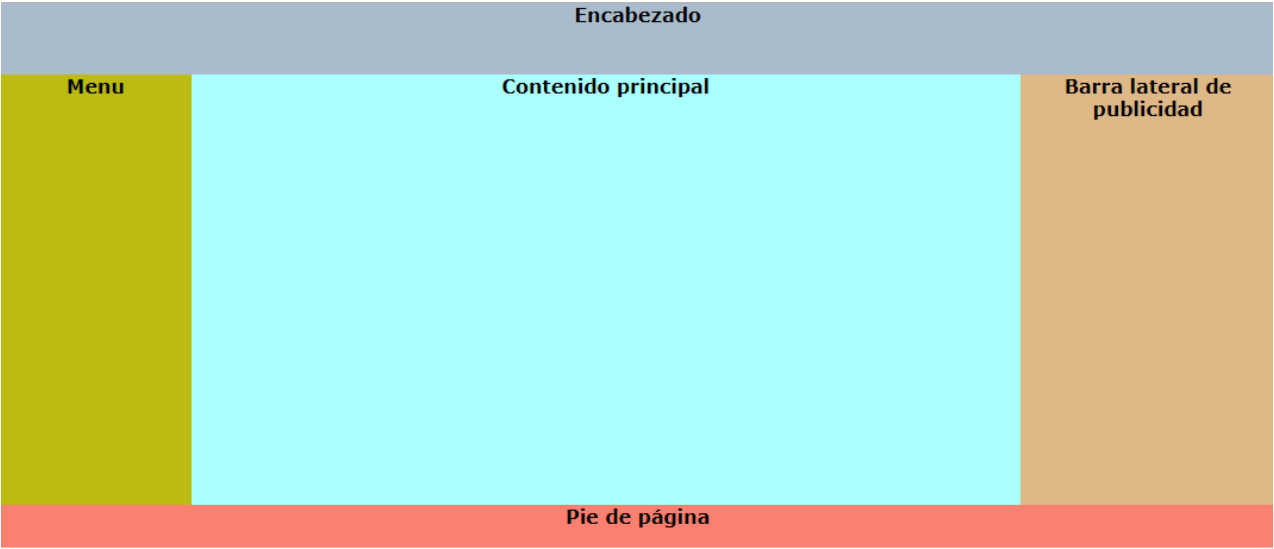 Encabezado
Menu
Contenido principal
Barra lateral de
publicidad
Pie de página